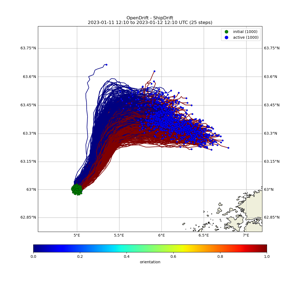 OpenDrift - ShipDrift
2023-01-11 12:10 to 2023-01-12 12:10 UTC (25 steps)
initial (1000)
active (1000)
63.75°N
63.6°N
63.45°N
63.3°N
63.15°N
63°N
62.85°N
63.75°N
63.6°N
63.45°N
63.3°N
63.15°N
63°N
62.85°N
5°E
5.5°E
6°E
6.5°E
7°E
0.0
0.2
0.4
0.6
0.8
1.0
orientation